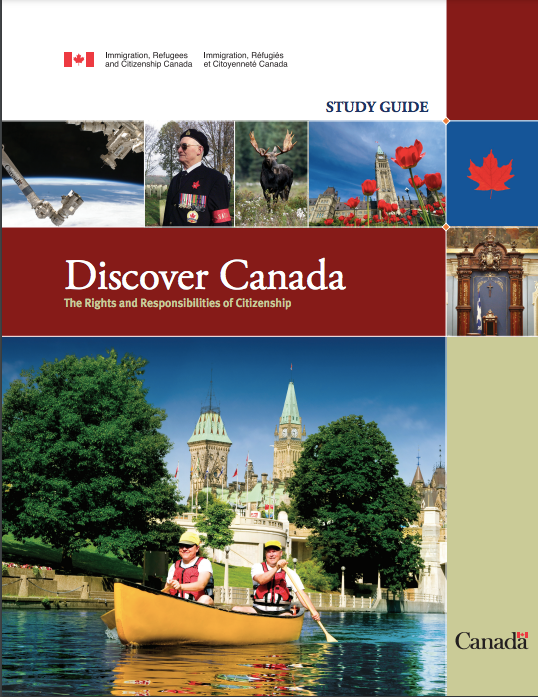 Immigration, Refugees
and Citizenship Canada
Immigration, Réfugiés
et Citoyenneté Canada
STUDY GUIDE
Discover Canada
The Rights and Responsibilities of Citizenship
Canada